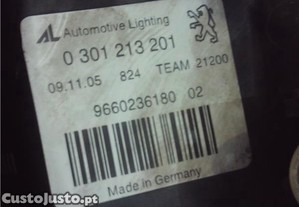 AL Automotive Lighting
0 301 213 201
09.11.05 824 TEAM 21200
9660236180 02
Made in Germany
CustoJusto.pt